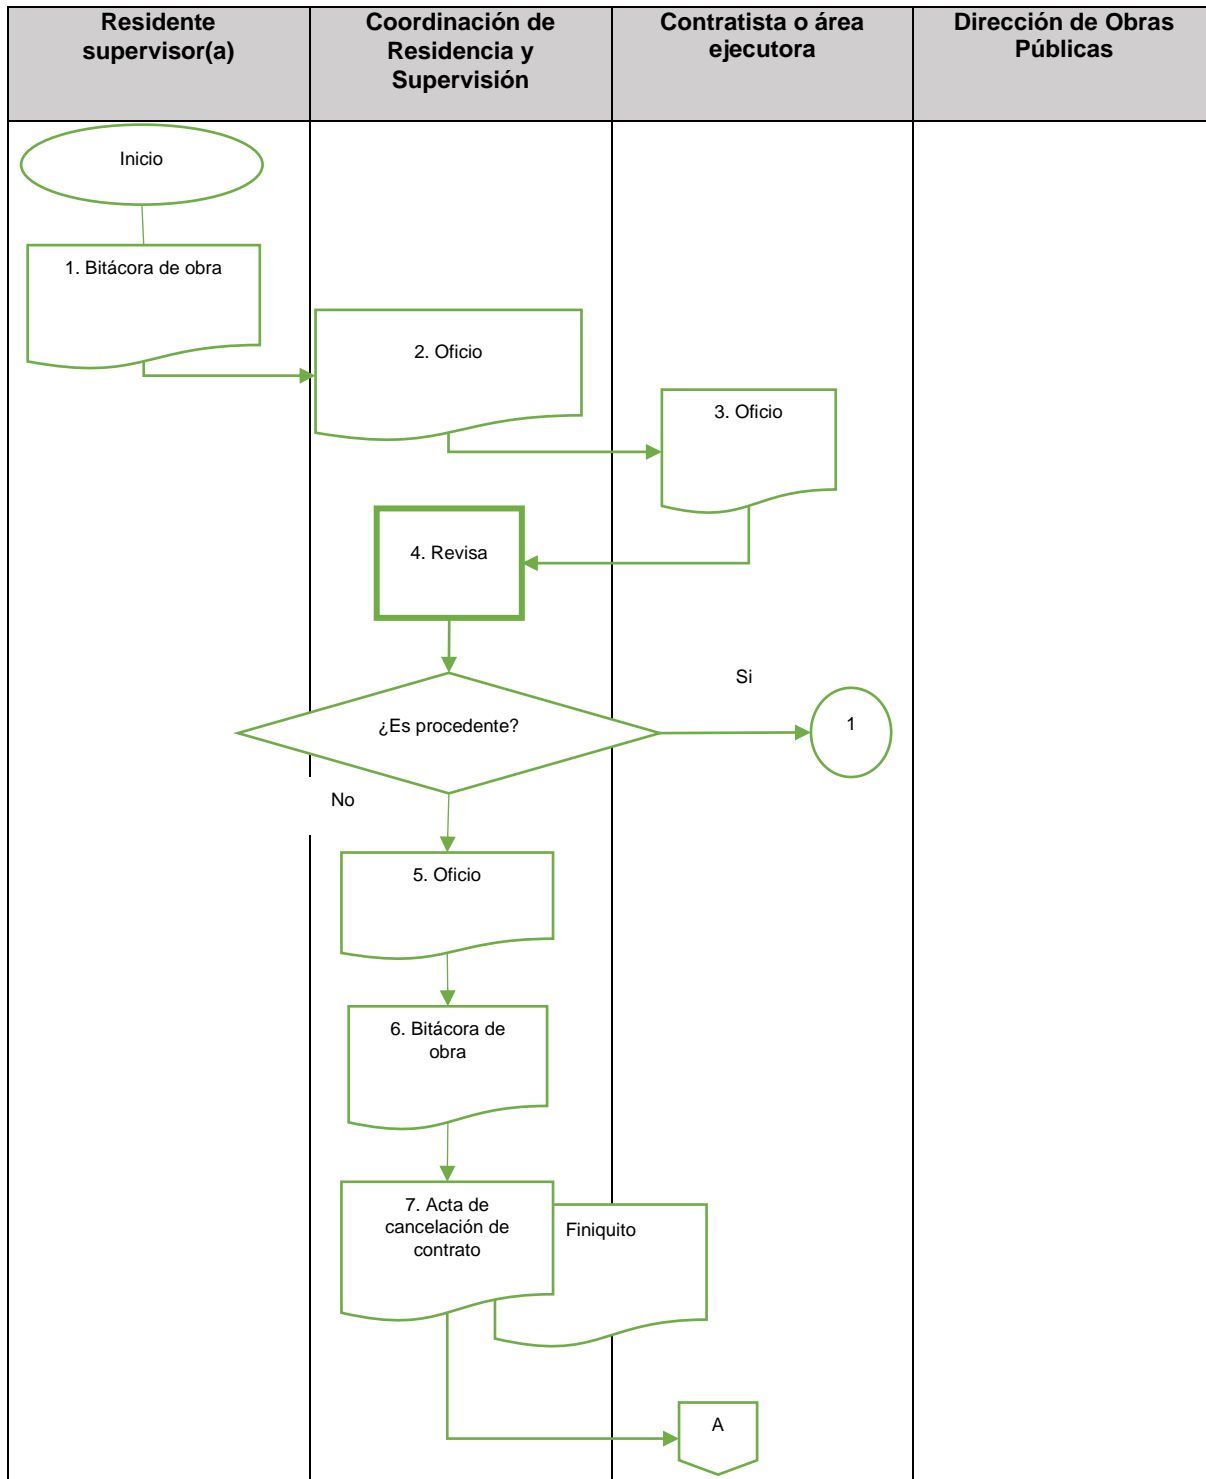 Residente
supervisor(a)
Coordinación de
Residencia y
Supervisión
Contratista o área
ejecutora
Dirección de Obras
Públicas
Inicio
1. Bitácora de obra
2. Oficio
3. Oficio
4. Revisa
¿Es procedente?
Si
1
No
5. Oficio
6. Bitácora de
obra
7. Acta de
cancelación de
contrato
Finiquito
A